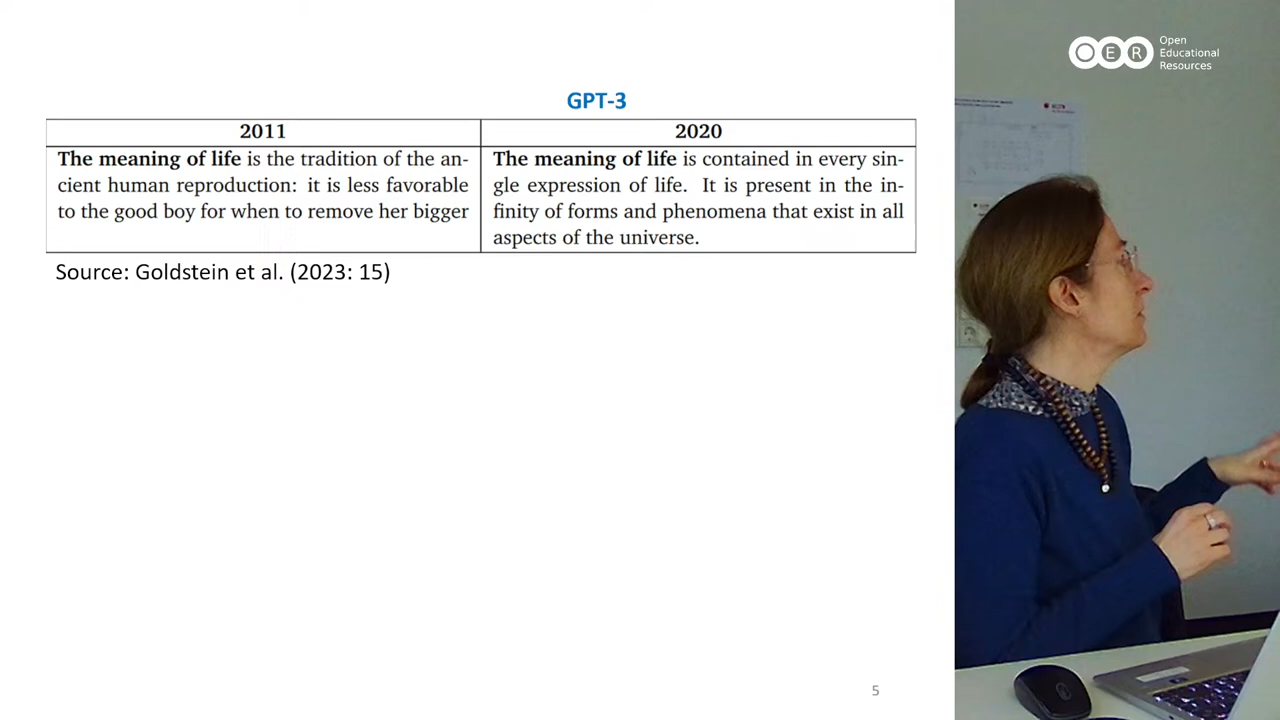 OER Open
Educational
Resources
GPT-3
2011 2020
The meaning of life is the tradition of the an-
cient human reproduction: it is less favorable
to the good boy for when to remove her bigger
The meaning of life is contained in every sin-
gle expression of life. It is present in the in-
finity of forms and phenomena that exist in all
aspects of the universe.
Source: Goldstein et al. (2023: 15)
5